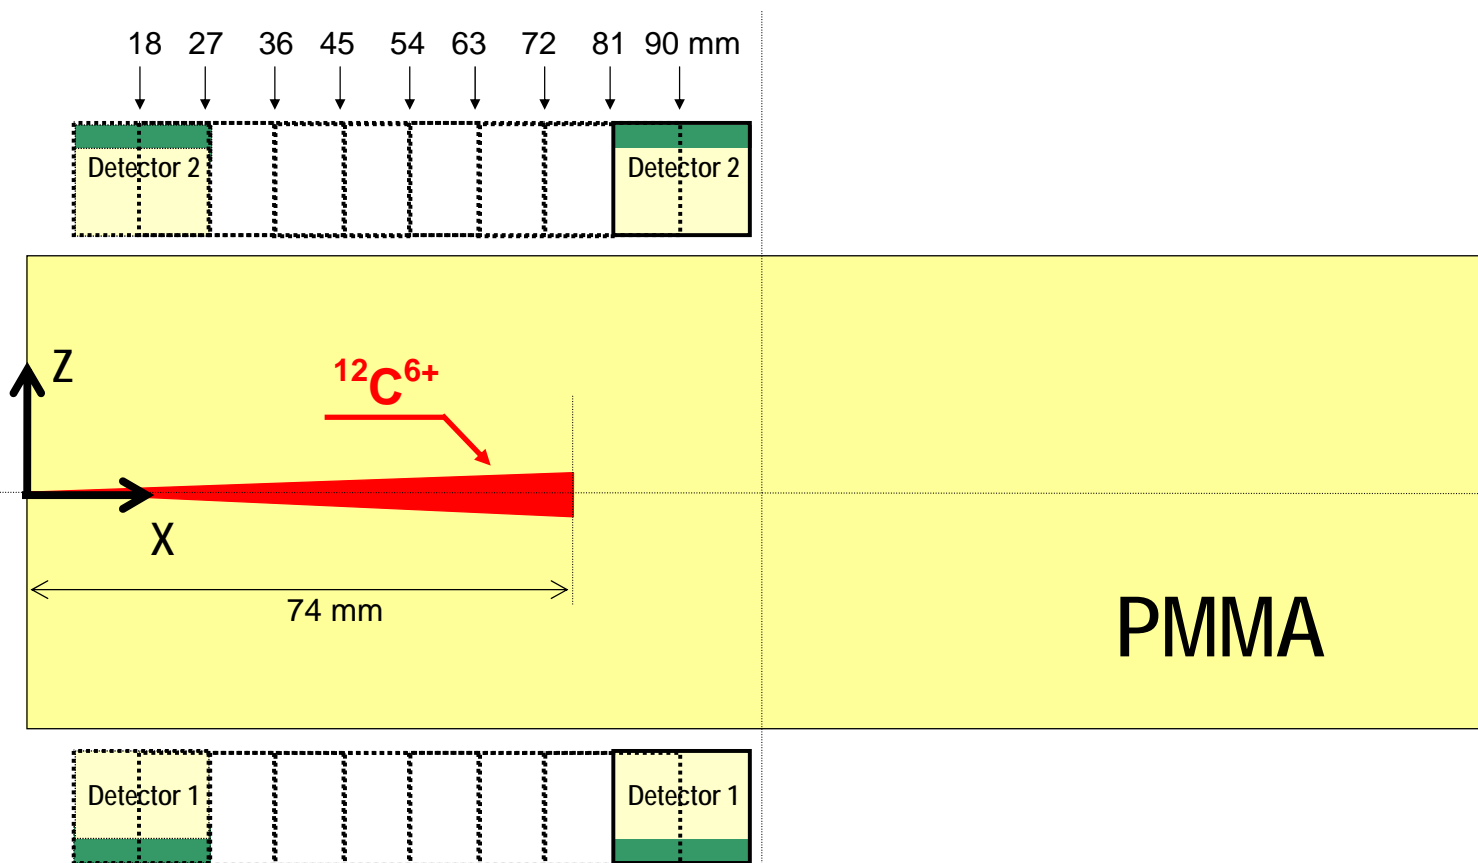 18 27 36 45 54 63 72 81 90 mm
Detector 2 Detector 2
Z
¹²C⁶⁺
X
74 mm
PMMA
Detector 1 Detector 1